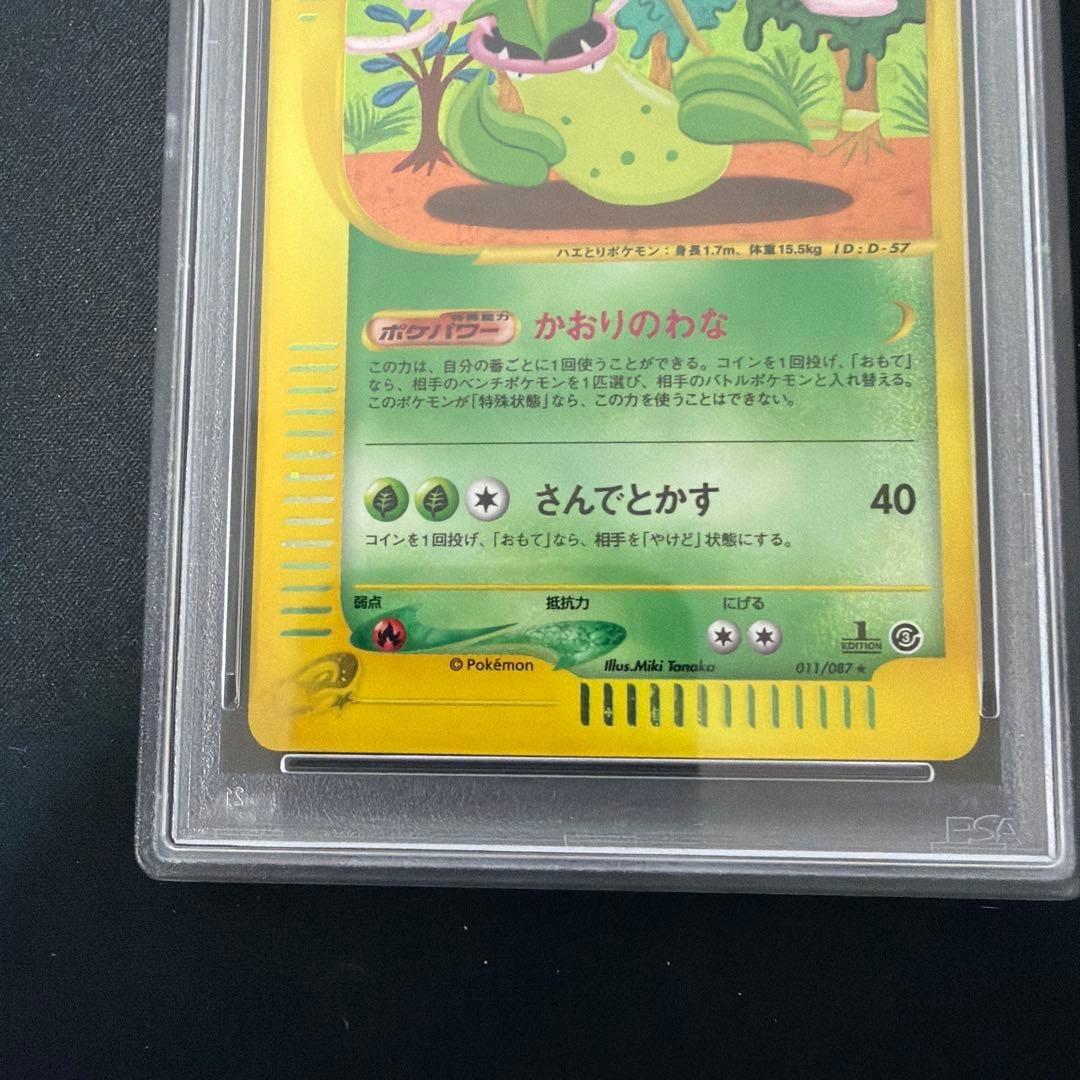 ハエとりポケモン：身長1.7m、体重15.5kg ID：D-57
特殊能力
ポケパワー かおりのわな
この力は、自分の番ごとに1回使うことができる。コインを1回投げ、「おもて」
なら、相手のベンチポケモンを1匹選び、相手のバトルポケモンと入れ替える。
このポケモンが「特殊状態」なら、この力を使うことはできない。
さんでとかす 40
コインを1回投げ、「おもて」なら、相手を「やけど」状態にする。
弱点 抵抗力 にげる
1 EDITION
© Pokémon Illus.Miki Tanaka 011/087★
21
PSA